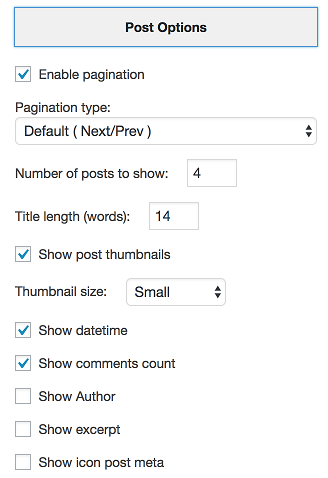 Post Options
Enable pagination
Pagination type:
Default ( Next/Prev )
Number of posts to show: 4
Title length (words): 14
Show post thumbnails
Thumbnail size: Small
Show datetime
Show comments count
Show Author
Show excerpt
Show icon post meta